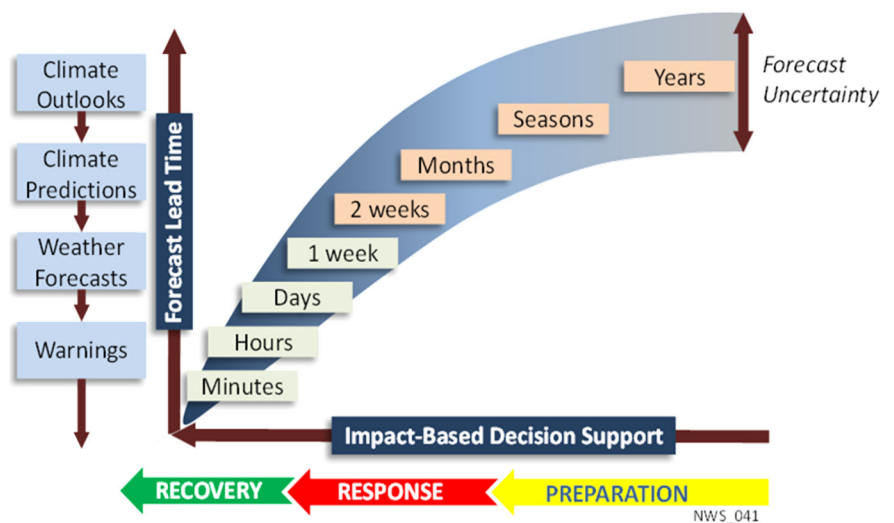 Climate
Outlooks
Climate
Predictions
Weather
Forecasts
Warnings
Forecast Lead Time
Years
Seasons
Months
2 weeks
1 week
Days
Hours
Minutes
Forecast
Uncertainty
Impact-Based Decision Support
RECOVERY
RESPONSE
PREPARATION
NWS_041